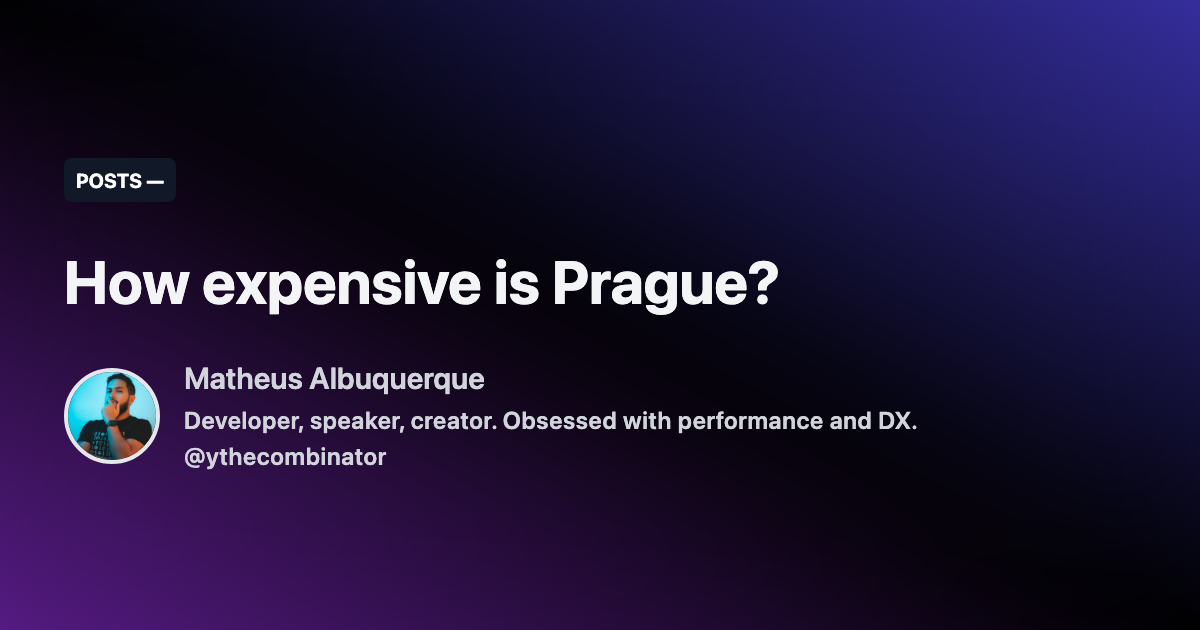 POSTS —
How expensive is Prague?
Matheus Albuquerque
Developer, speaker, creator. Obsessed with performance and DX.
@ythecombinator